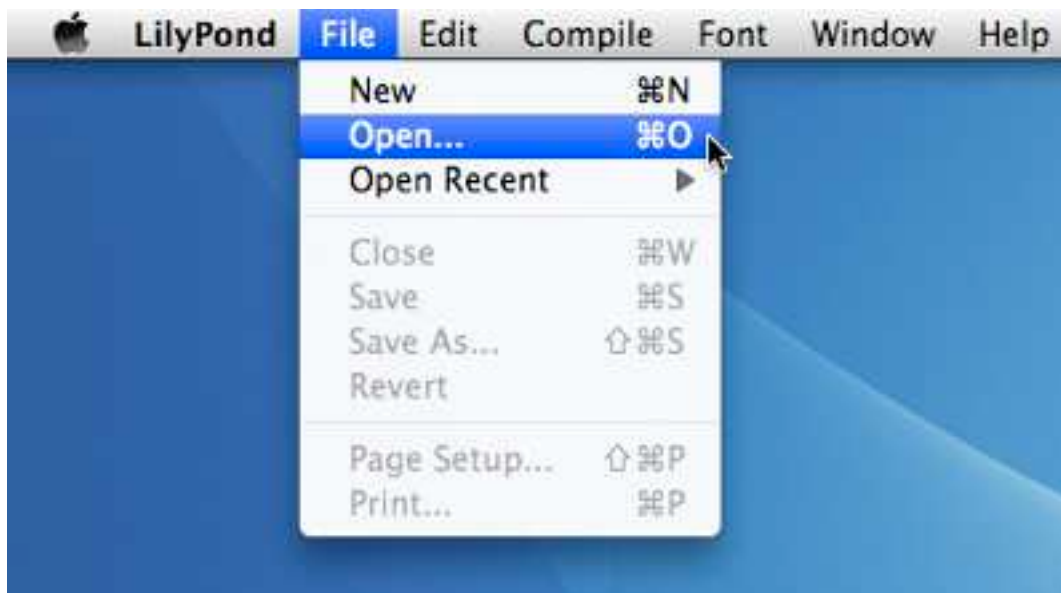 LilyPond File Edit Compile Font Window Help
New ⌘N
Open... ⌘O
Open Recent ▶
Close ⌘W
Save ⌘S
Save As... ⇧⌘S
Revert
Page Setup... ⇧⌘P
Print... ⌘P